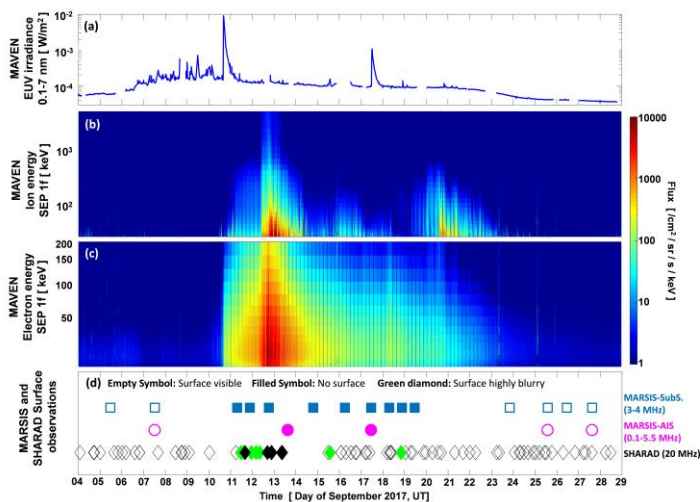 MAVEN
EUV irradiance
0.1-7 nm [ W/m² ]
10⁻²
10⁻³
10⁻⁴
(a)
MAVEN
Ion energy
SEP 1f [ keV ]
10³
10²
(b)
MAVEN
Electron energy
SEP 1f [ keV ]
200
150
100
50
(c)
10000
1000
100
10
1
Flux [ /cm² / sr / s / keV ]
MARSIS and
SHARAD Surface
observations
(d) Empty Symbol: Surface visible Filled Symbol: No surface Green diamond: Surface highly blurry
MARSIS-SubS.
(3-4 MHz)
MARSIS-AIS
(0.1-5.5 MHz)
SHARAD (20 MHz)
04 05 06 07 08 09 10 11 12 13 14 15 16 17 18 19 20 21 22 23 24 25 26 27 28 29
Time [ Day of September 2017, UT]